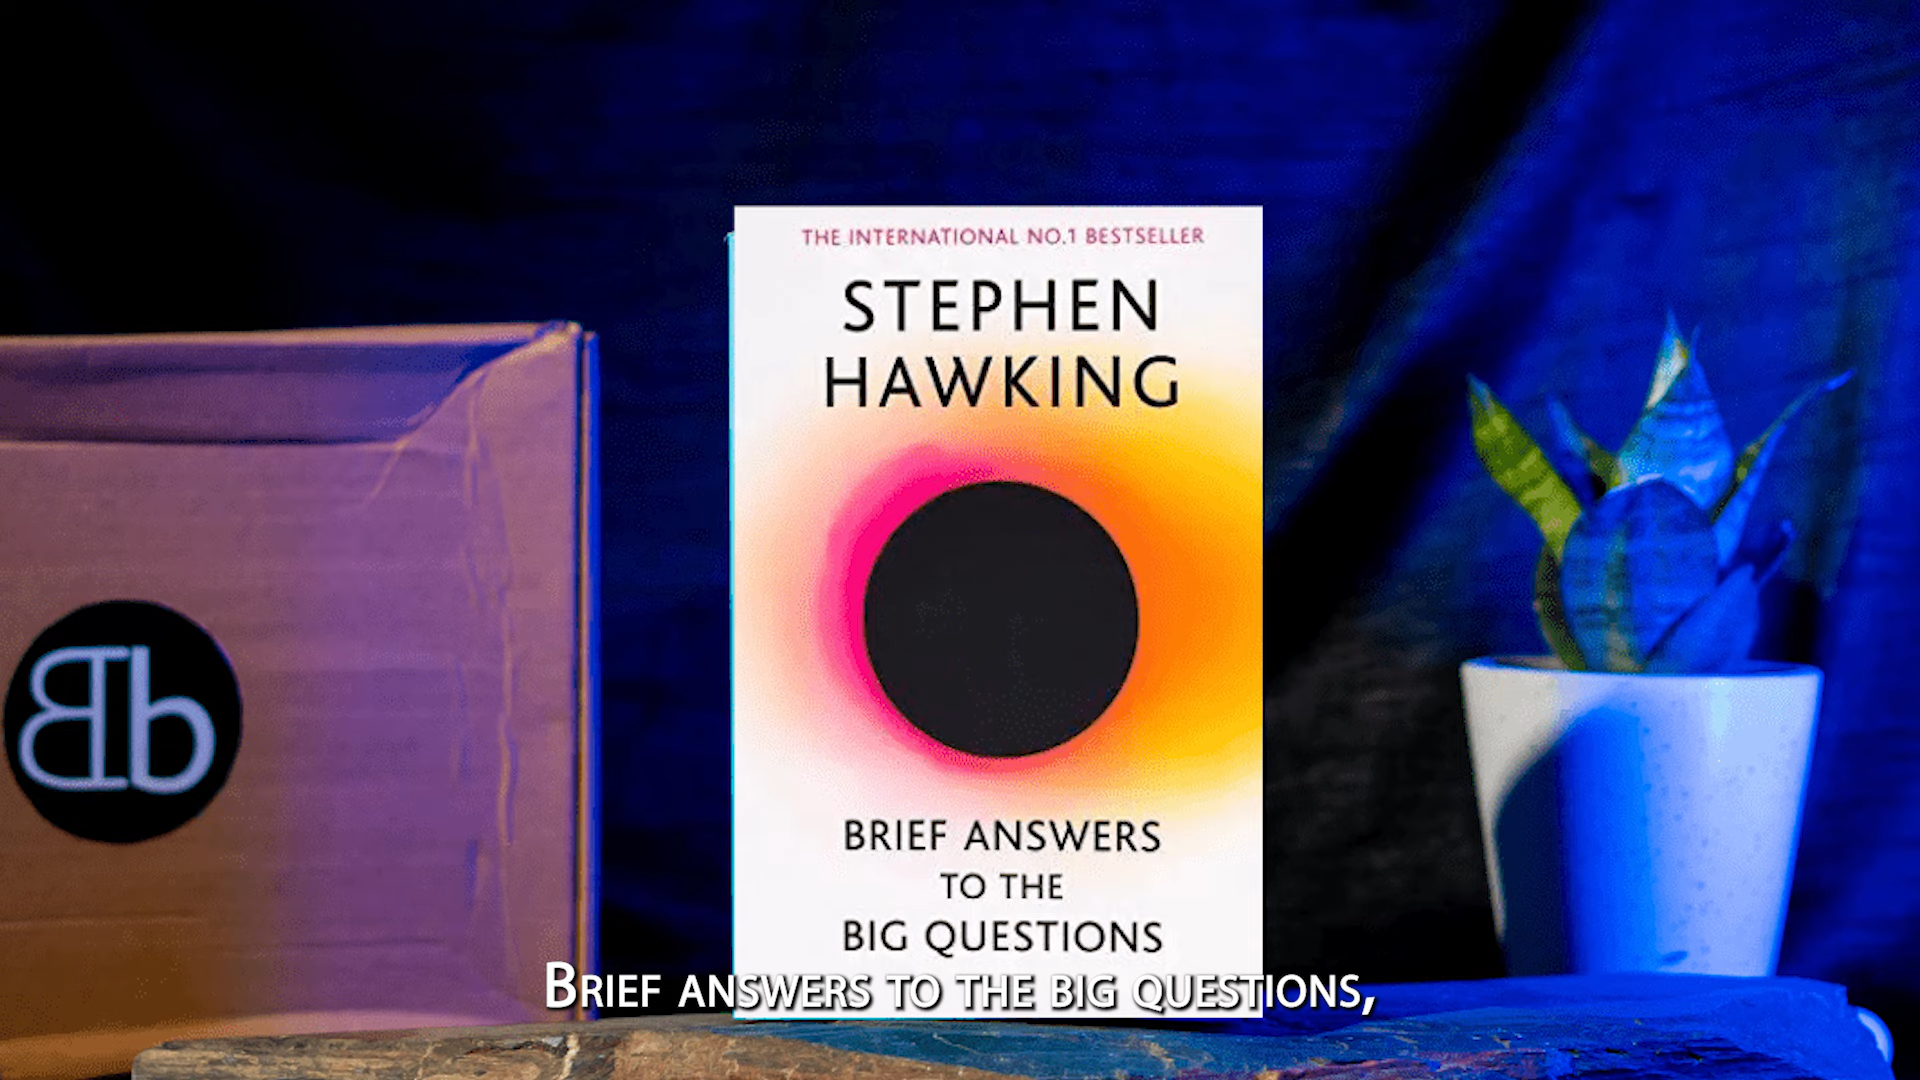 THE INTERNATIONAL NO.1 BESTSELLER
STEPHEN
HAWKING
BRIEF ANSWERS
TO THE
BIG QUESTIONS
Bb
BRIEF ANSWERS TO THE BIG QUESTIONS,